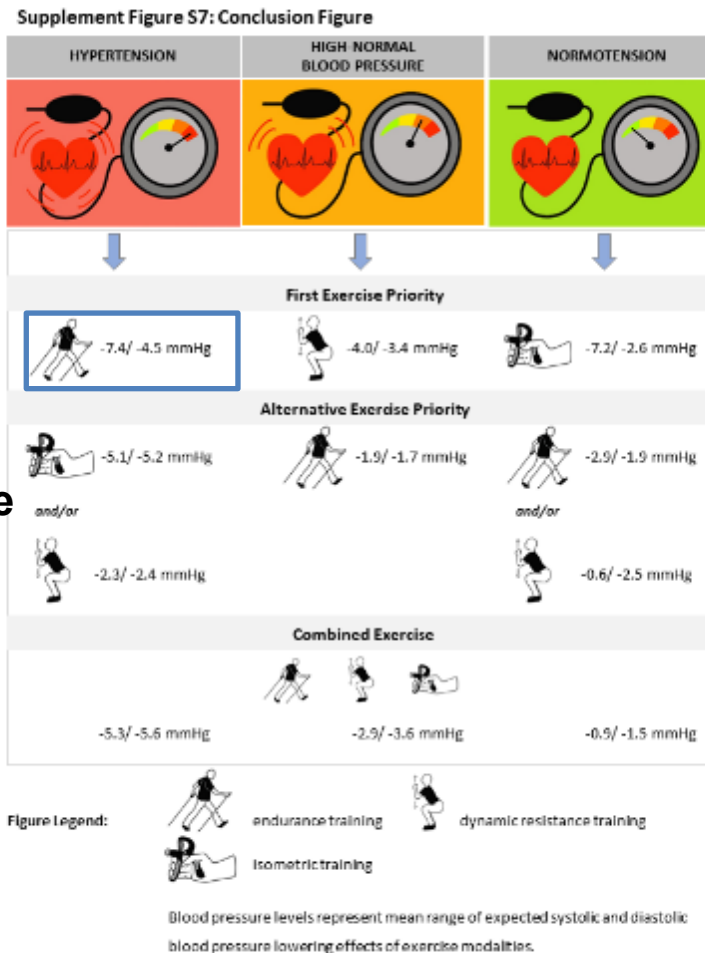 Supplement Figure S7: Conclusion Figure
HYPERTENSION
HIGH-NORMAL
BLOOD PRESSURE
NORMOTENSION
First Exercise Priority
-7.4/ -4.5 mmHg
-4.0/ -3.4 mmHg
-7.2/ -2.6 mmHg
Alternative Exercise Priority
-5.1/ -5.2 mmHg
-1.9/ -1.7 mmHg
-2.9/ -1.9 mmHg
e
and/or
and/or
-2.3/ -2.4 mmHg
-0.6/ -2.5 mmHg
Combined Exercise
-5.3/ -5.6 mmHg
-2.9/ -3.6 mmHg
-0.9/ -1.5 mmHg
Figure Legend:
endurance training
dynamic resistance training
isometric training
Blood pressure levels represent mean range of expected systolic and diastolic
blood pressure lowering effects of exercise modalities.